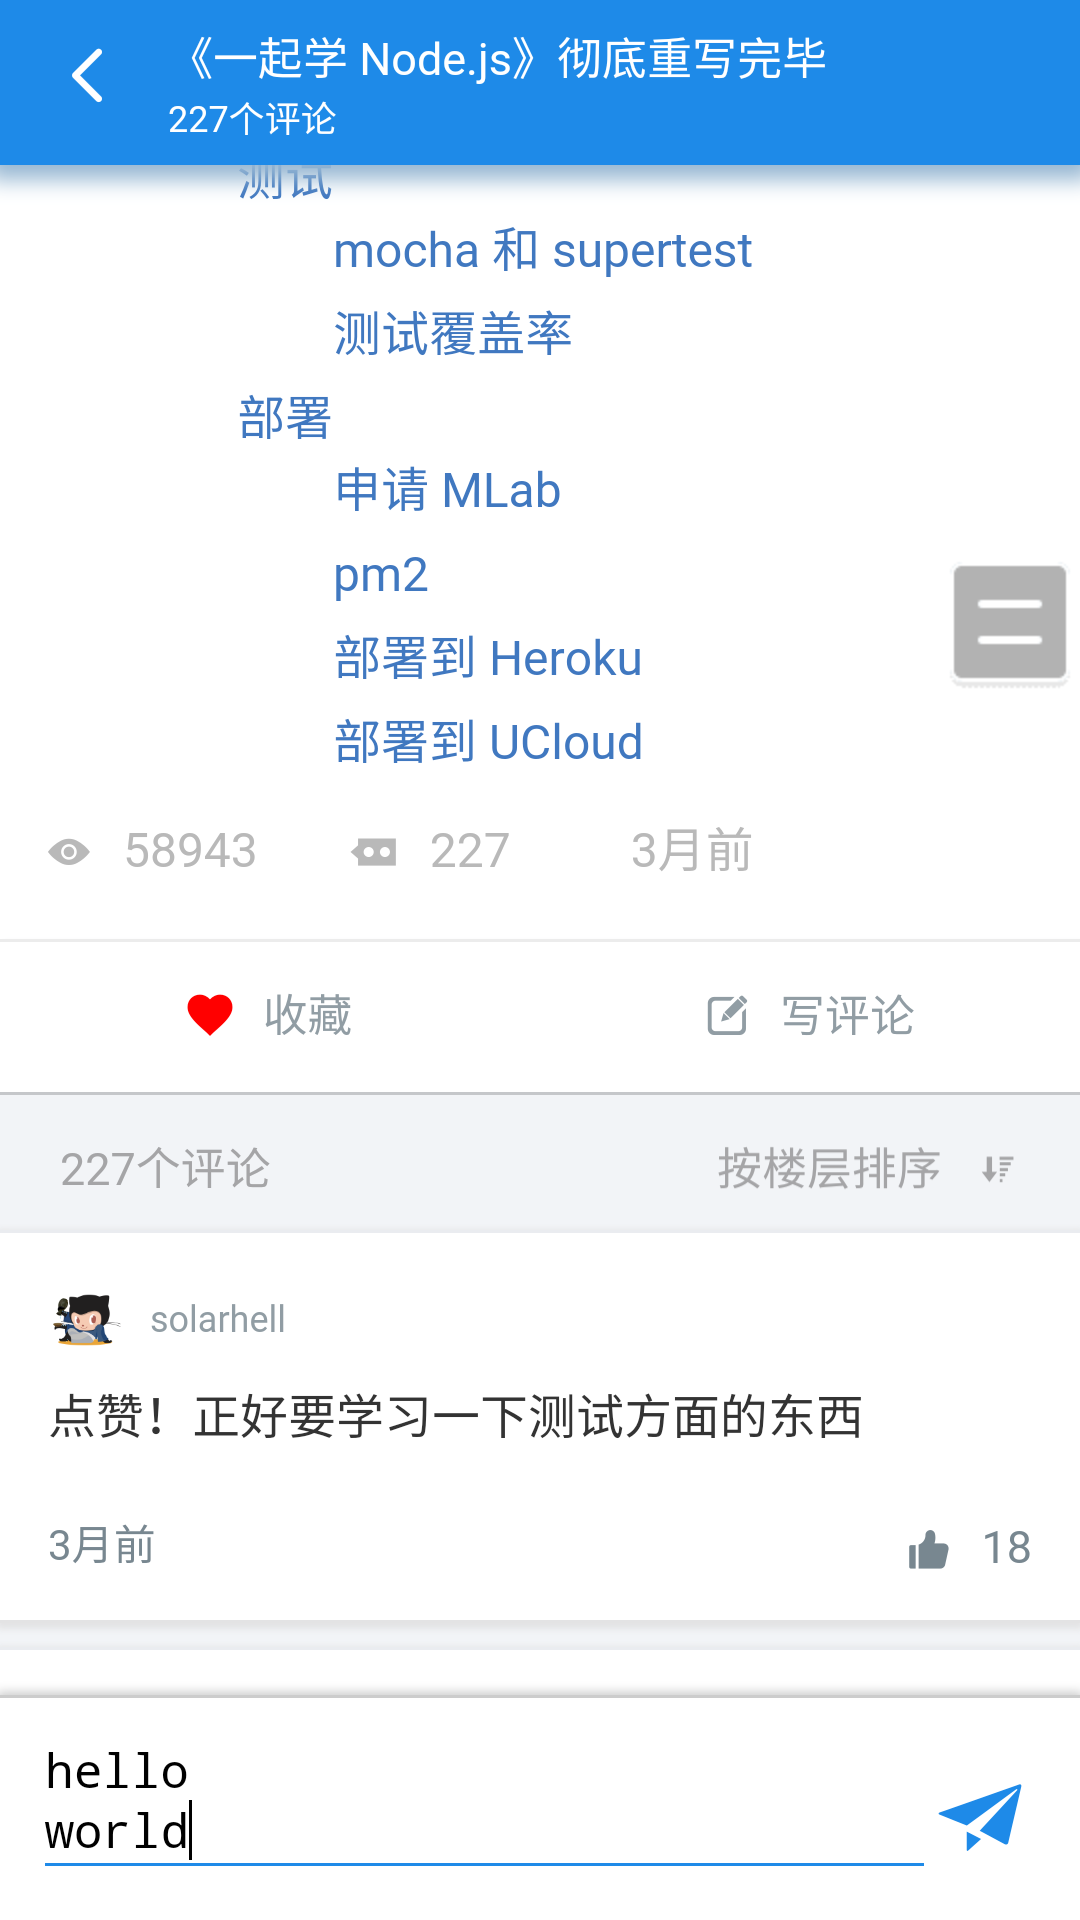 《一起学 Node.js》彻底重写完毕
227个评论
测试
mocha 和 supertest
测试覆盖率
部署
申请 MLab
pm2
部署到 Heroku
部署到 UCloud
58943 227 3月前
收藏 写评论
227个评论 按楼层排序
solarhell
点赞！正好要学习一下测试方面的东西
3月前 18
hello
world